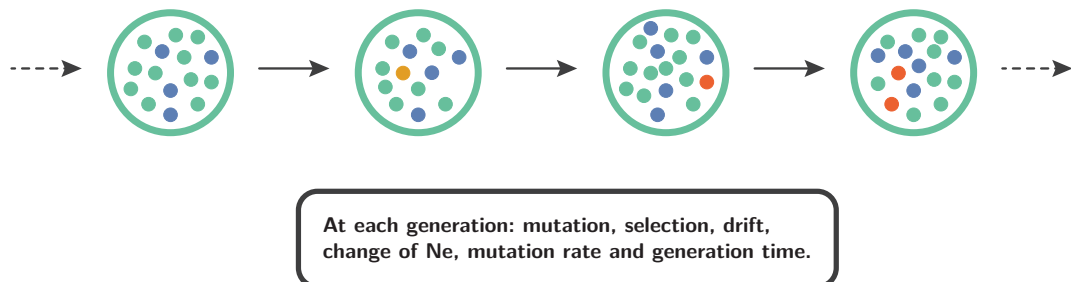 At each generation: mutation, selection, drift,
change of Ne, mutation rate and generation time.